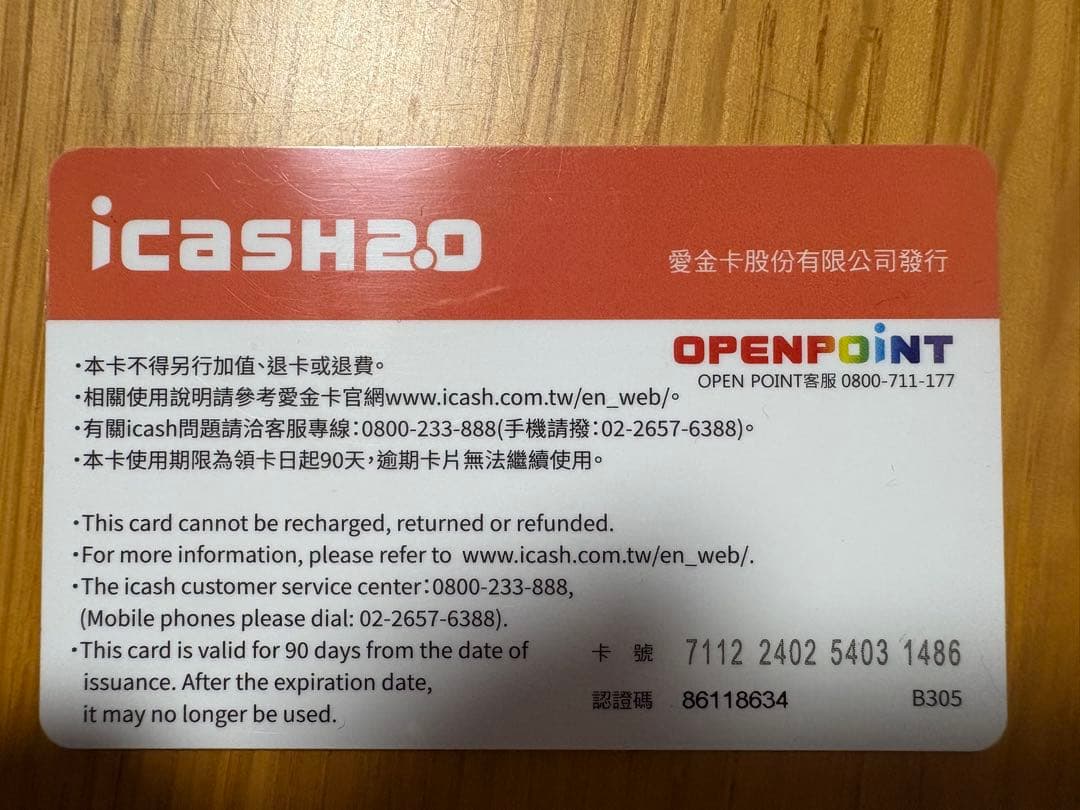 icash2.0
愛金卡股份有限公司發行
OPENPOINT
OPEN POINT客服 0800-711-177
·本卡不得另行加值、退卡或退費。
·相關使用說明請參考愛金卡官網www.icash.com.tw/en_web/。
·有關icash問題請洽客服專線：0800-233-888(手機請撥：02-2657-6388)。
·本卡使用期限為領卡日起90天，逾期卡片無法繼續使用。
·This card cannot be recharged, returned or refunded.
·For more information, please refer to www.icash.com.tw/en_web/.
·The icash customer service center：0800-233-888,
(Mobile phones please dial: 02-2657-6388).
·This card is valid for 90 days from the date of
issuance. After the expiration date,
it may no longer be used.
卡 號 7112 2402 5403 1486
認證碼 86118634 B305